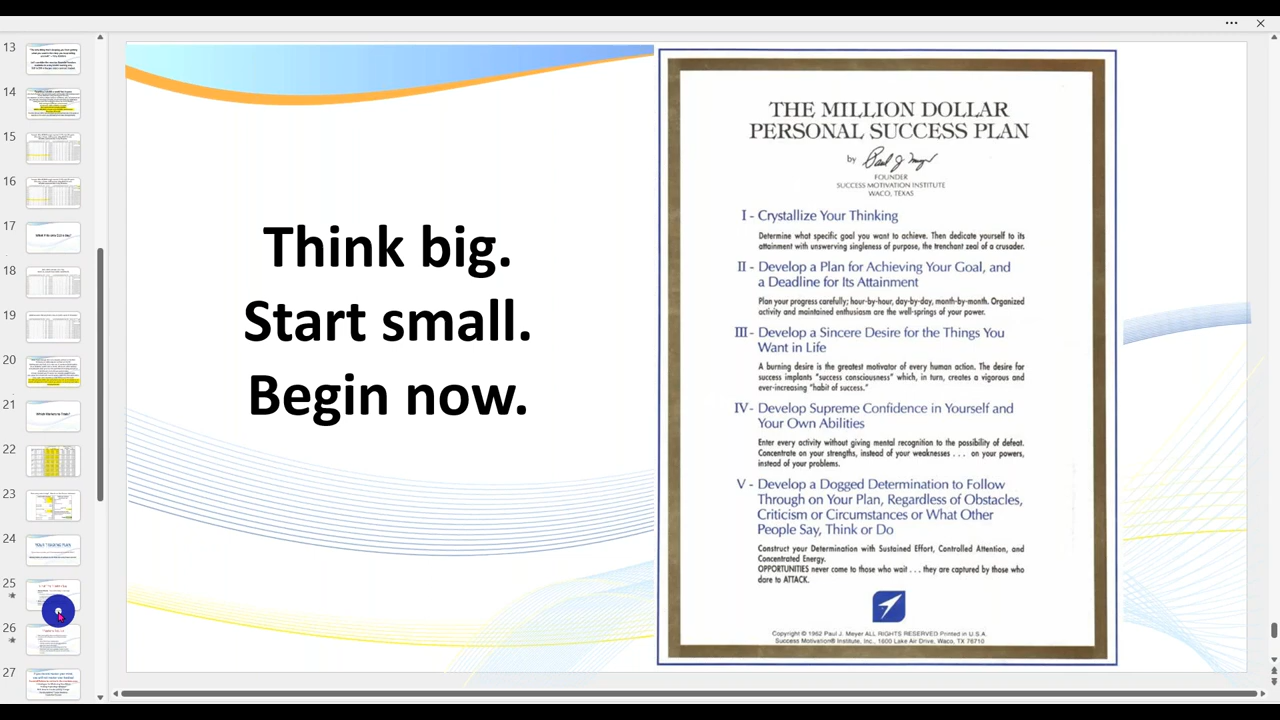 13
14
15
16
17
18
19
20
21
22
23
24
25
26
27
What if
YOUR TRADING PLAN
Think big.
Start small.
Begin now.
THE MILLION DOLLAR
PERSONAL SUCCESS PLAN
by Paul J. Meyer
FOUNDER
SUCCESS MOTIVATION INSTITUTE
WACO, TEXAS
I - Crystallize Your Thinking
Determine what specific goal you want to achieve. Then dedicate yourself to its
attainment with unswerving singleness of purpose, the trenchant zeal of a crusader.
II - Develop a Plan for Achieving Your Goal, and
a Deadline for Its Attainment
Plan your progress carefully; hour-by-hour, day-by-day, month-by-month. Organized
activity and maintained enthusiasm are the well-springs of your power.
III - Develop a Sincere Desire for the Things You
Want in Life
A burning desire is the greatest motivator of every human action. The desire for
success implants "success consciousness" which, in turn, creates a vigorous and
ever-increasing "habit of success."
IV - Develop Supreme Confidence in Yourself and
Your Own Abilities
Enter every activity without giving mental recognition to the possibility of defeat.
Concentrate on your strengths, instead of your weaknesses . . . on your powers,
instead of your problems.
V - Develop a Dogged Determination to Follow
Through on Your Plan, Regardless of Obstacles,
Criticism or Circumstances or What Other
People Say, Think or Do
Construct your Determination with Sustained Effort, Controlled Attention, and
Concentrated Energy.
OPPORTUNITIES never come to those who wait . . . they are captured by those who
dare to ATTACK.
Copyright © 1962 Paul J. Meyer ALL RIGHTS RESERVED Printed in U.S.A.
Success Motivation® Institute, Inc., 1600 Lake Air Drive, Waco, TX 76710